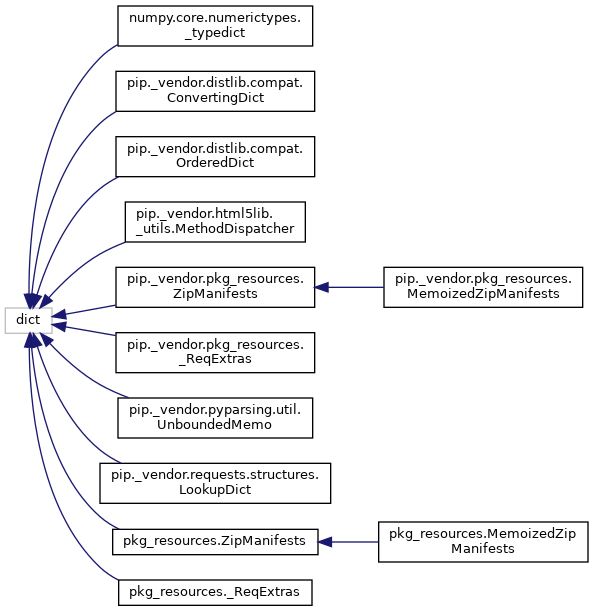 numpy.core.numerictypes.
_typedict
pip._vendor.distlib.compat.
ConvertingDict
pip._vendor.distlib.compat.
OrderedDict
pip._vendor.html5lib.
_utils.MethodDispatcher
pip._vendor.pkg_resources.
ZipManifests
pip._vendor.pkg_resources.
MemoizedZipManifests
dict
pip._vendor.pkg_resources.
_ReqExtras
pip._vendor.pyparsing.util.
UnboundedMemo
pip._vendor.requests.structures.
LookupDict
pkg_resources.ZipManifests
pkg_resources.MemoizedZip
Manifests
pkg_resources._ReqExtras